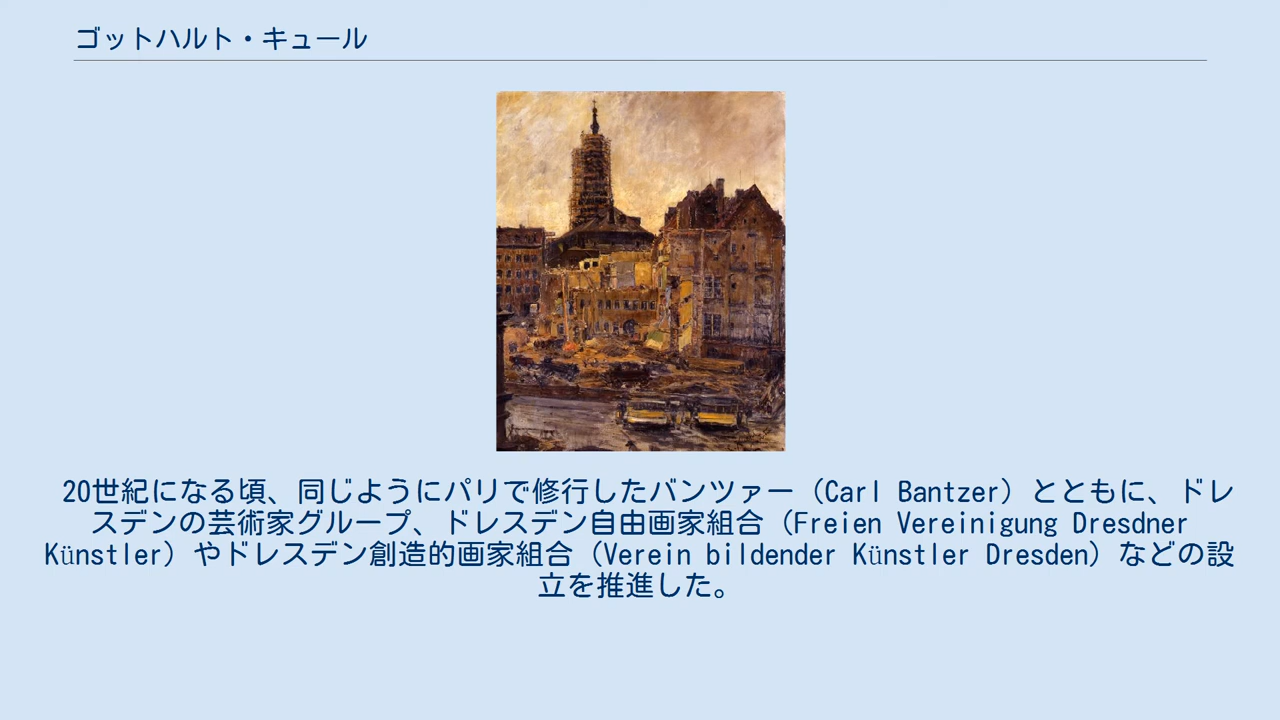 ゴットハルト・キュール
20世紀になる頃、同じようにパリで修行したバンツァー（Carl Bantzer）とともに、ドレ
スデンの芸術家グループ、ドレスデン自由画家組合（Freien Vereinigung Dresdner
Künstler）やドレスデン創造的画家組合（Verein bildender Künstler Dresden）などの設
立を推進した。